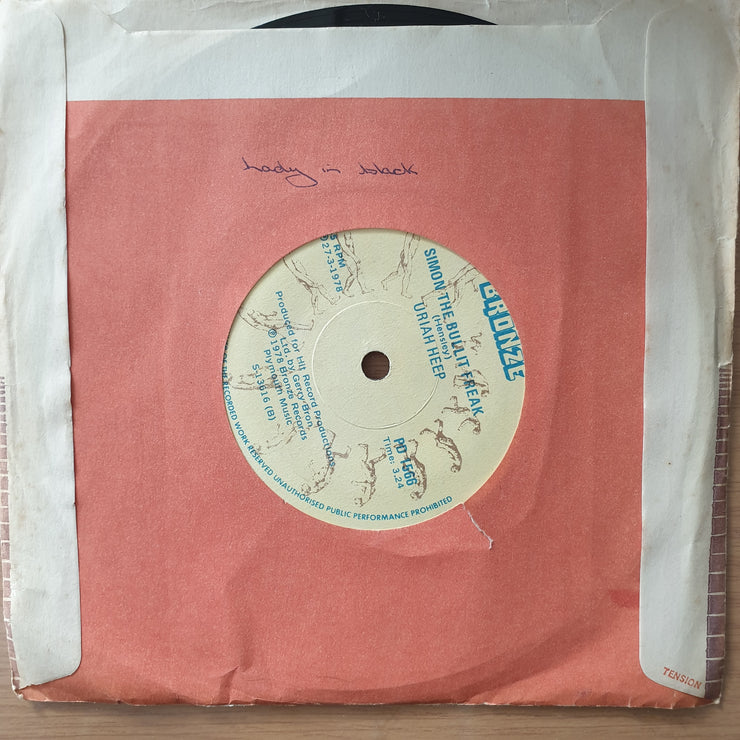 Lady in black
BRONZE
SIMON THE BULLIT FREAK
(Hensley)
URIAH HEEP
PD 1566
Time: 3.24
RPM
27-3-1978
Produced for Hit Record Productions
Ltd. by Gerry Bron.
℗ 1978 Bronze Records
Plymouth Music
S-13616 (B)
RECORDED WORK RESERVED UNAUTHORISED PUBLIC PERFORMANCE PROHIBITED
TENSION